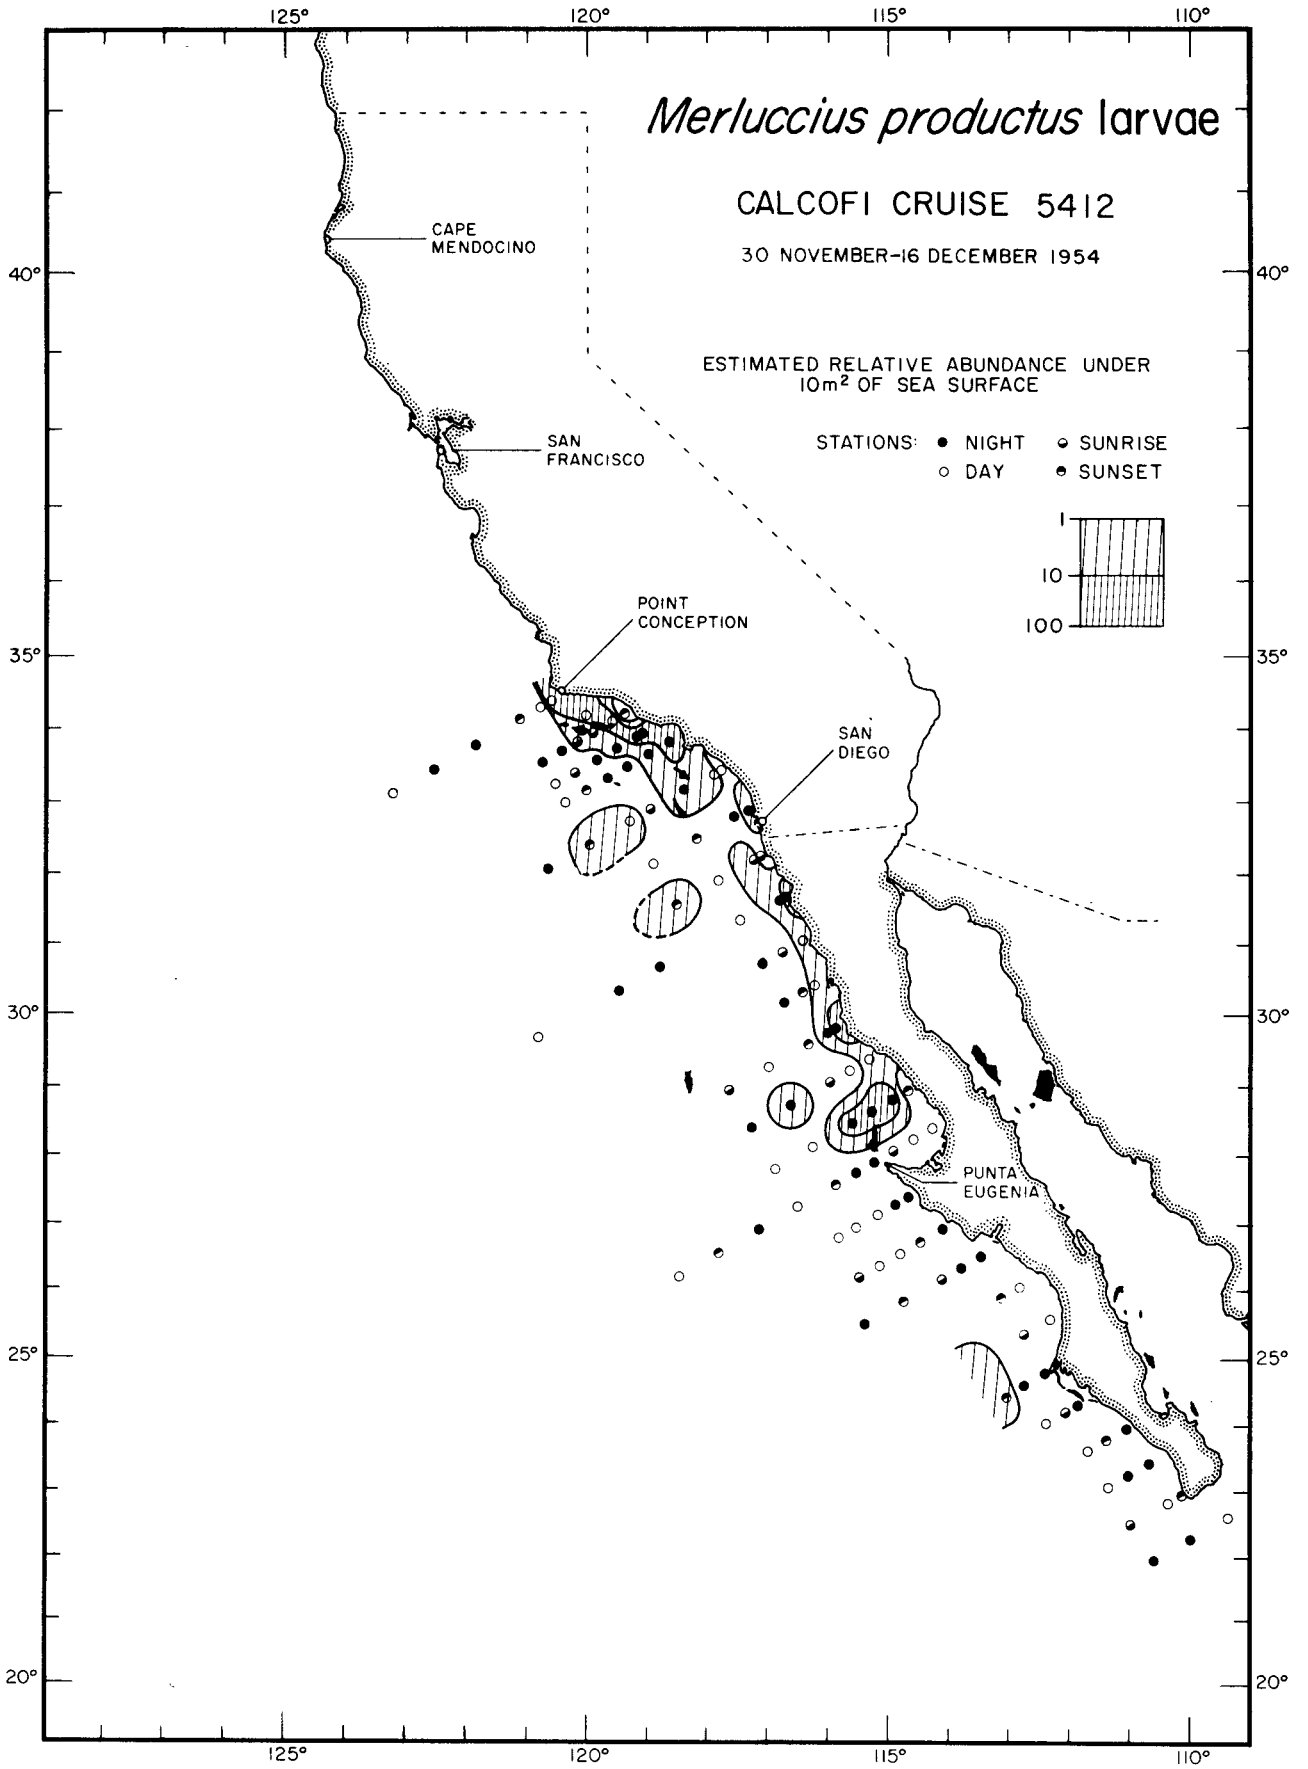 125° 120° 115° 110°
Merluccius productus larvae
CALCOFI CRUISE 5412
30 NOVEMBER–16 DECEMBER 1954
CAPE
MENDOCINO
40° 40°
ESTIMATED RELATIVE ABUNDANCE UNDER
10m² OF SEA SURFACE
STATIONS: NIGHT SUNRISE
DAY SUNSET
SAN
FRANCISCO
1
10
100
POINT
CONCEPTION
35° 35°
SAN
DIEGO
30° 30°
PUNTA
EUGENIA
25° 25°
20° 20°
125° 120° 115° 110°